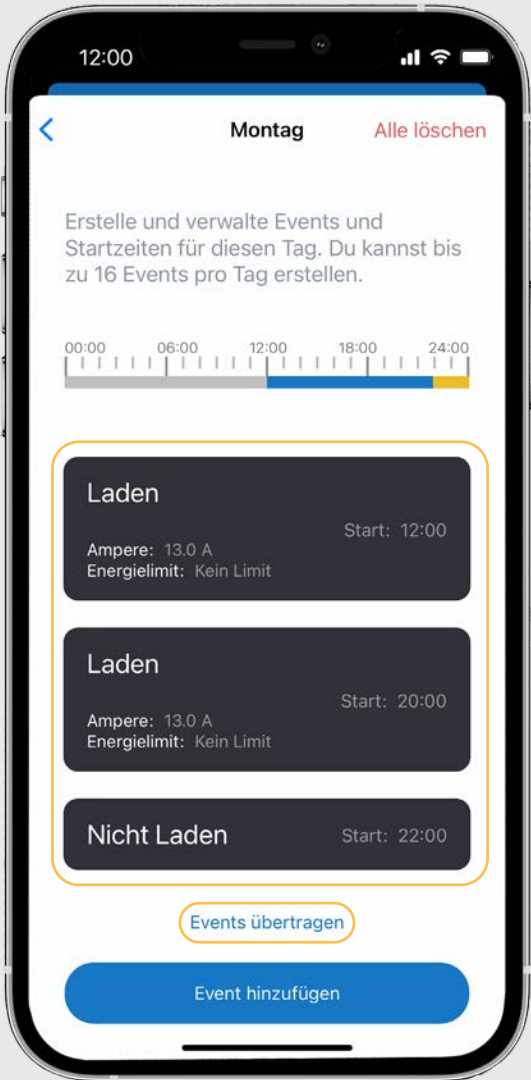 12:00
Montag
Alle löschen
Erstelle und verwalte Events und
Startzeiten für diesen Tag. Du kannst bis
zu 16 Events pro Tag erstellen.
00:00 06:00 12:00 18:00 24:00
Laden
Start: 12:00
Ampere: 13.0 A
Energielimit: Kein Limit
Laden
Start: 20:00
Ampere: 13.0 A
Energielimit: Kein Limit
Nicht Laden
Start: 22:00
Events übertragen
Event hinzufügen